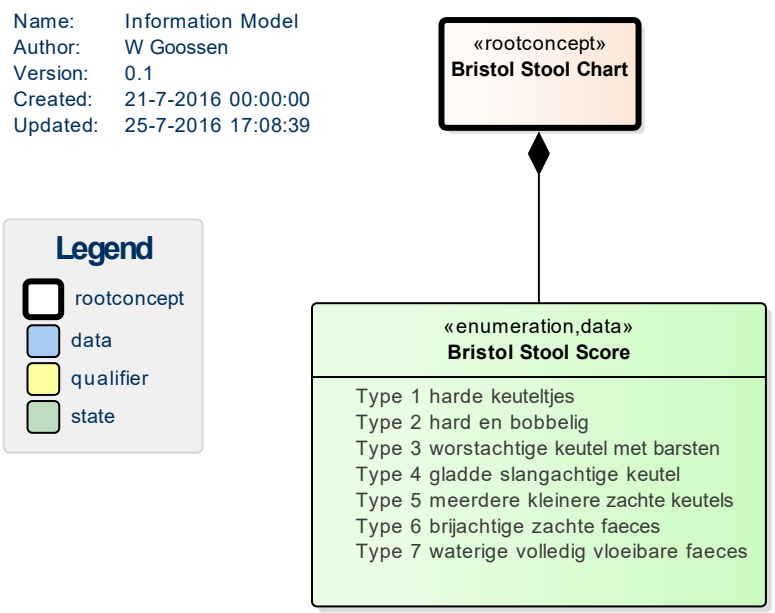 Name: Information Model
Author: W Goossen
Version: 0.1
Created: 21-7-2016 00:00:00
Updated: 25-7-2016 17:08:39
«rootconcept»
Bristol Stool Chart
Legend
rootconcept
data
qualifier
state
«enumeration,data»
Bristol Stool Score
Type 1 harde keuteltjes
Type 2 hard en bobbelig
Type 3 worstachtige keutel met barsten
Type 4 gladde slangachtige keutel
Type 5 meerdere kleinere zachte keutels
Type 6 brijachtige zachte faeces
Type 7 waterige volledig vloeibare faeces